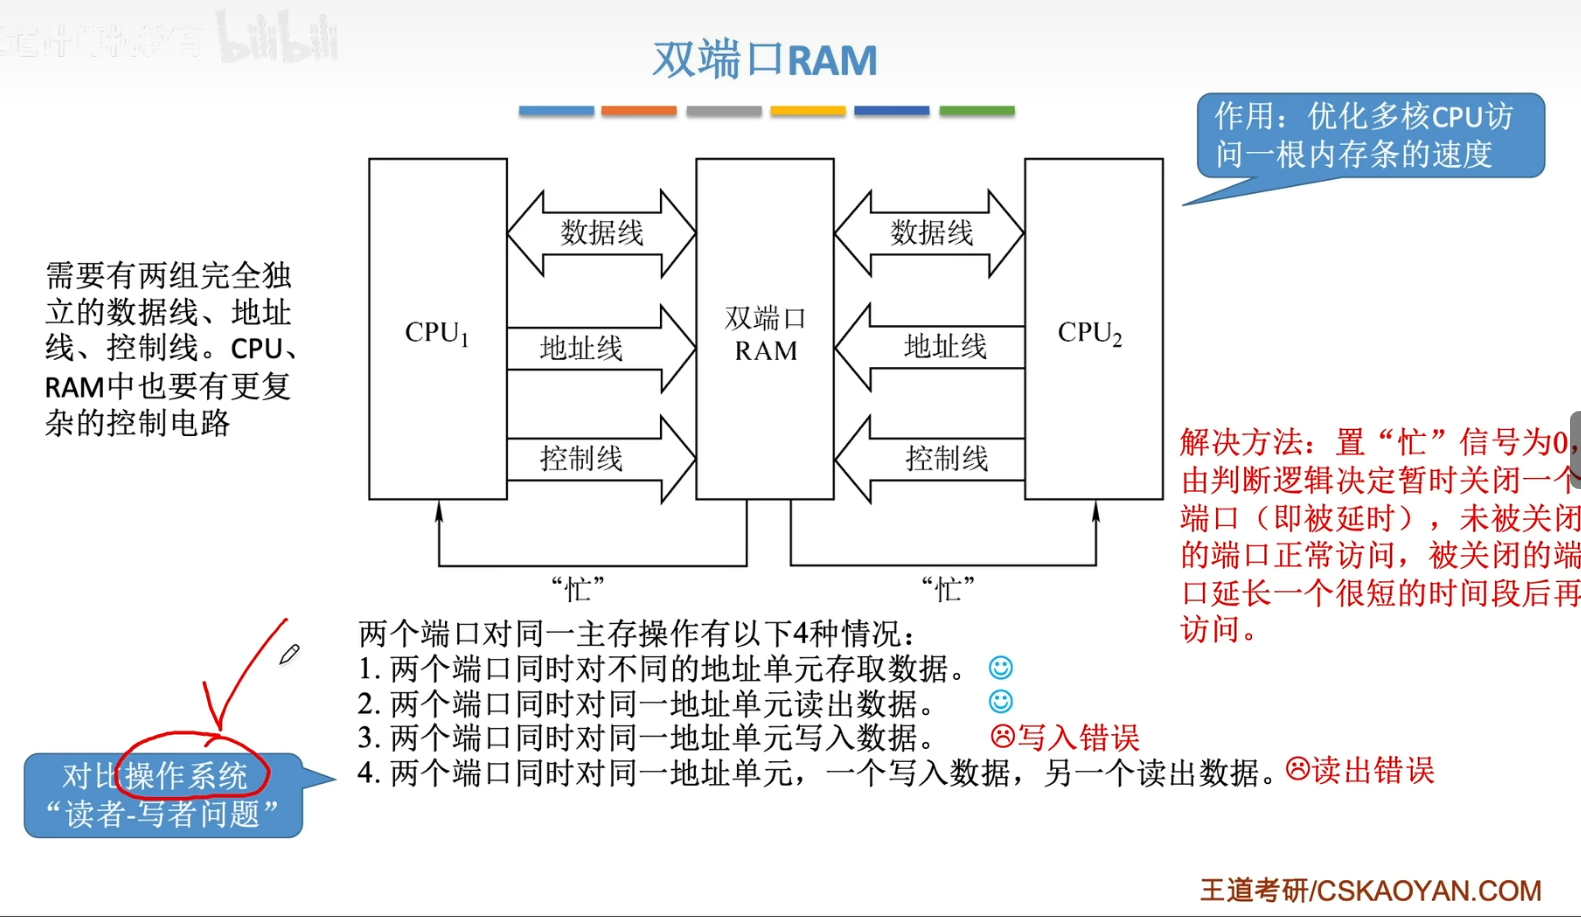 道计算机教育 bilibili
双端口RAM
作用：优化多核CPU访
问一根内存条的速度
需要有两组完全独
立的数据线、地址
线、控制线。CPU、
RAM中也要有更复
杂的控制电路
CPU1
数据线
地址线
控制线
双端口
RAM
数据线
地址线
控制线
CPU2
“忙”
“忙”
解决方法：置“忙”信号为0，
由判断逻辑决定暂时关闭一个
端口（即被延时），未被关闭
的端口正常访问，被关闭的端
口延长一个很短的时间段后再
访问。
两个端口对同一主存操作有以下4种情况：
1. 两个端口同时对不同的地址单元存取数据。
2. 两个端口同时对同一地址单元读出数据。
3. 两个端口同时对同一地址单元写入数据。 写入错误
4. 两个端口同时对同一地址单元，一个写入数据，另一个读出数据。 读出错误
对比操作系统
“读者-写者问题”
王道考研/CSKAOYAN.COM